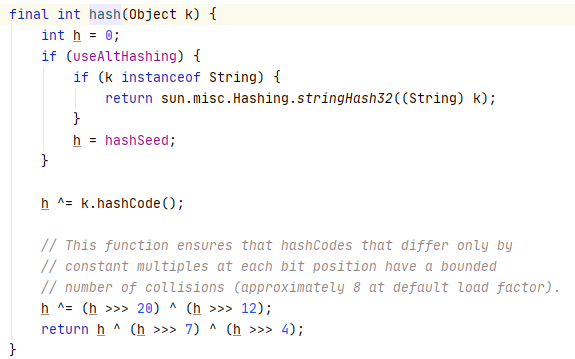 final int hash(Object k) {
    int h = 0;
    if (useAltHashing) {
        if (k instanceof String) {
            return sun.misc.Hashing.stringHash32((String) k);
        }
        h = hashSeed;
    }

    h ^= k.hashCode();

    // This function ensures that hashCodes that differ only by
    // constant multiples at each bit position have a bounded
    // number of collisions (approximately 8 at default load factor).
    h ^= (h >>> 20) ^ (h >>> 12);
    return h ^ (h >>> 7) ^ (h >>> 4);
}